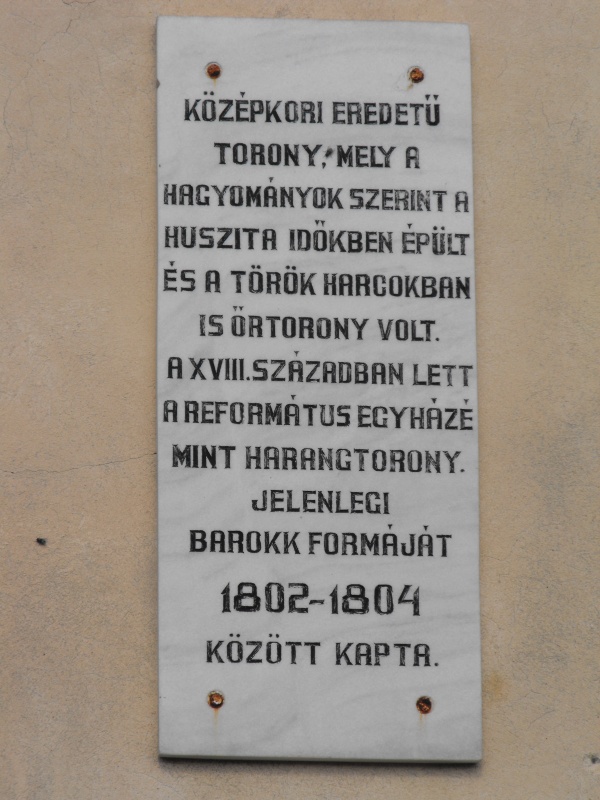 KÖZÉPKORI EREDETŰ
TORONY, MELY A
HAGYOMÁNYOK SZERINT A
HUSZITA IDŐKBEN ÉPÜLT
ÉS A TÖRÖK HARCOKBAN
IS ŐRTORONY VOLT.
A XVIII. SZÁZADBAN LETT
A REFORMÁTUS EGYHÁZÉ
MINT HARANGTORONY.
JELENLEGI
BAROKK FORMÁJÁT
1802-1804
KÖZÖTT KAPTA.